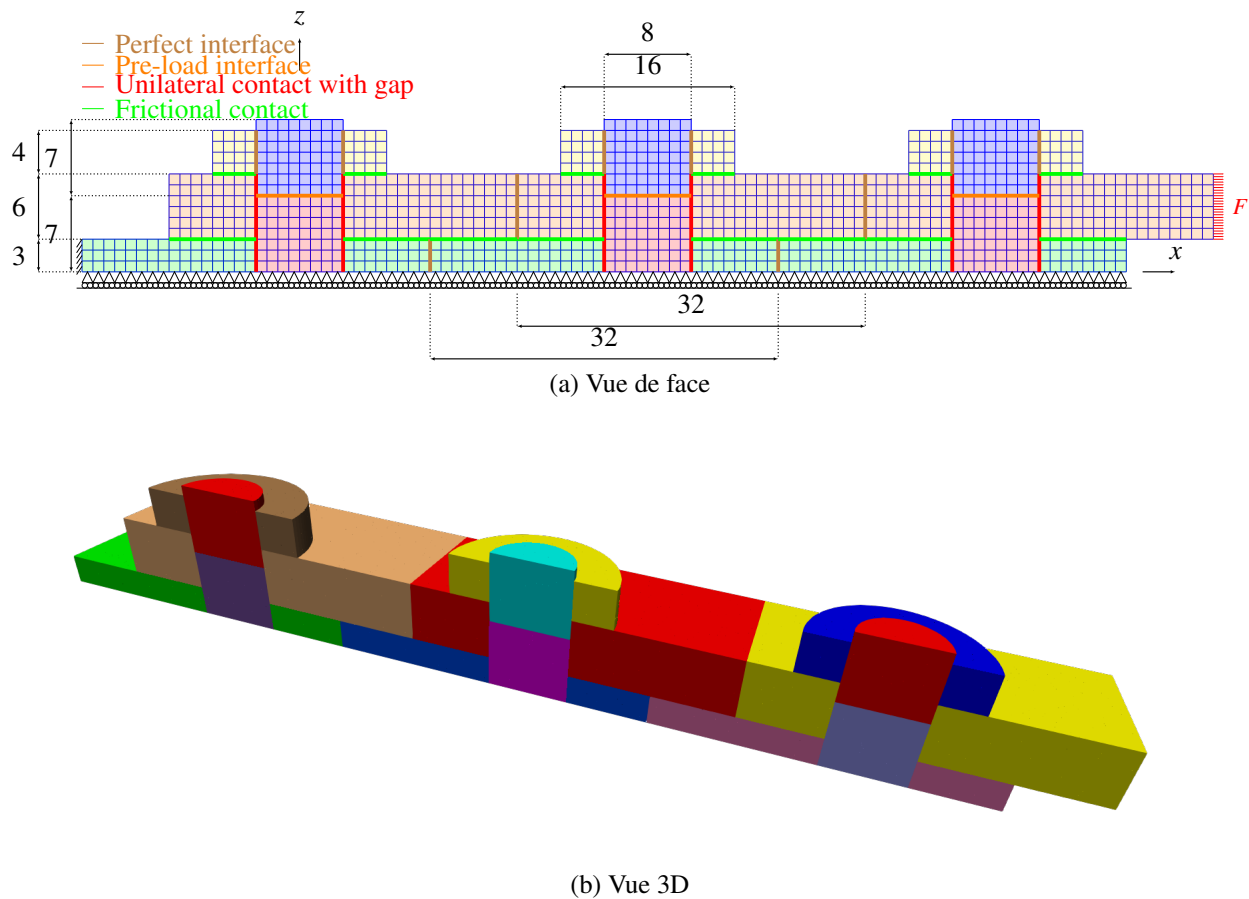 z
Perfect interface
Pre-load interface
Unilateral contact with gap
Frictional contact
8
16
4
7
6
7
3
F
x
32
32
(a) Vue de face
(b) Vue 3D